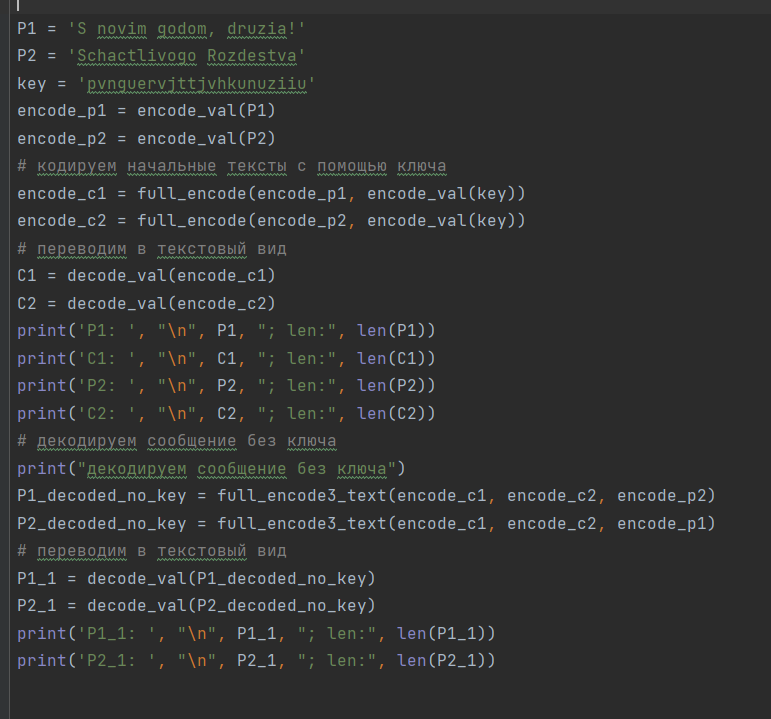 P1 = 'S novim godom, druzia!'
P2 = 'Schactlivogo Rozdestva'
key = 'pvnguervjttjvhkunuziiu'
encode_p1 = encode_val(P1)
encode_p2 = encode_val(P2)
# кодируем начальные тексты с помощью ключа
encode_c1 = full_encode(encode_p1, encode_val(key))
encode_c2 = full_encode(encode_p2, encode_val(key))
# переводим в текстовый вид
C1 = decode_val(encode_c1)
C2 = decode_val(encode_c2)
print('P1: ', "\n", P1, "; len:", len(P1))
print('C1: ', "\n", C1, "; len:", len(C1))
print('P2: ', "\n", P2, "; len:", len(P2))
print('C2: ', "\n", C2, "; len:", len(C2))
# декодируем сообщение без ключа
print("декодируем сообщение без ключа")
P1_decoded_no_key = full_encode3_text(encode_c1, encode_c2, encode_p2)
P2_decoded_no_key = full_encode3_text(encode_c1, encode_c2, encode_p1)
# переводим в текстовый вид
P1_1 = decode_val(P1_decoded_no_key)
P2_1 = decode_val(P2_decoded_no_key)
print('P1_1: ', "\n", P1_1, "; len:", len(P1_1))
print('P2_1: ', "\n", P2_1, "; len:", len(P2_1))